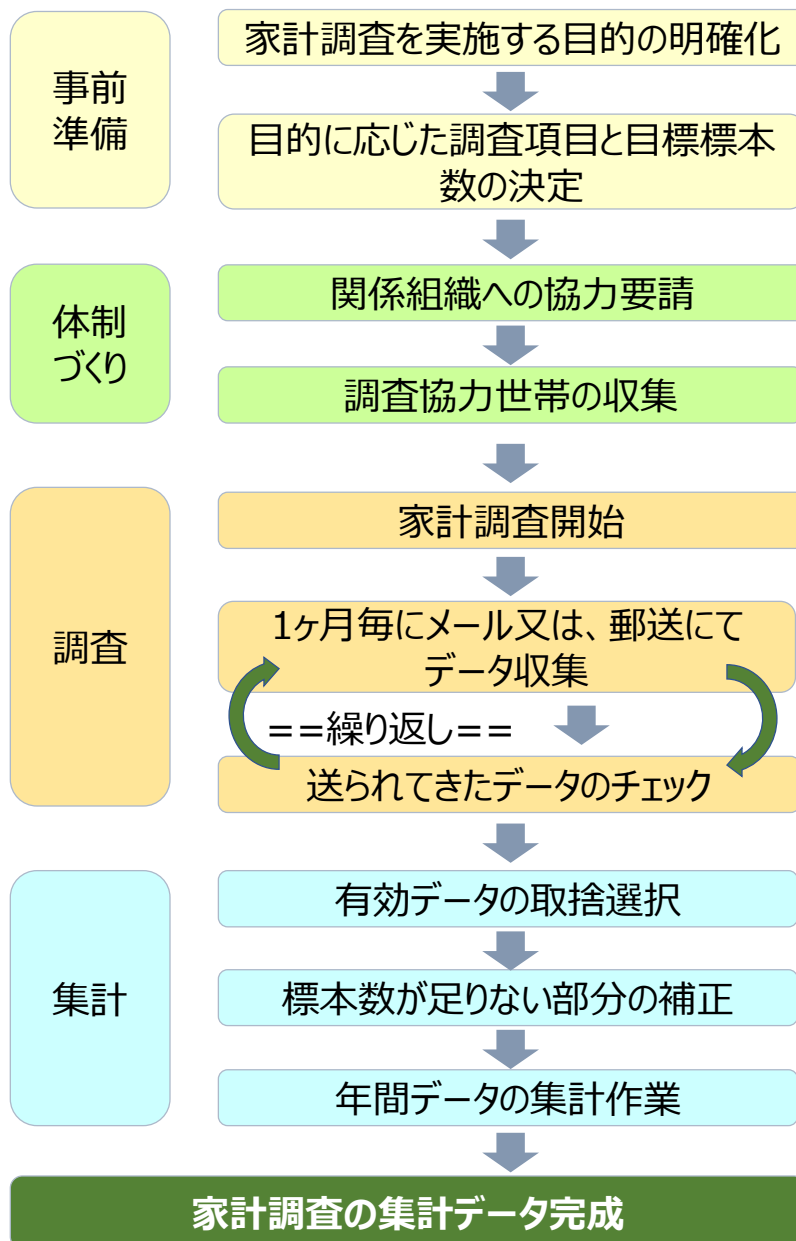 事前
準備
家計調査を実施する目的の明確化
目的に応じた調査項目と目標標本
数の決定
体制
づくり
関係組織への協力要請
調査協力世帯の収集
調査
家計調査開始
1ヶ月毎にメール又は、郵送にて
データ収集
==繰り返し==
送られてきたデータのチェック
集計
有効データの取捨選択
標本数が足りない部分の補正
年間データの集計作業
家計調査の集計データ完成